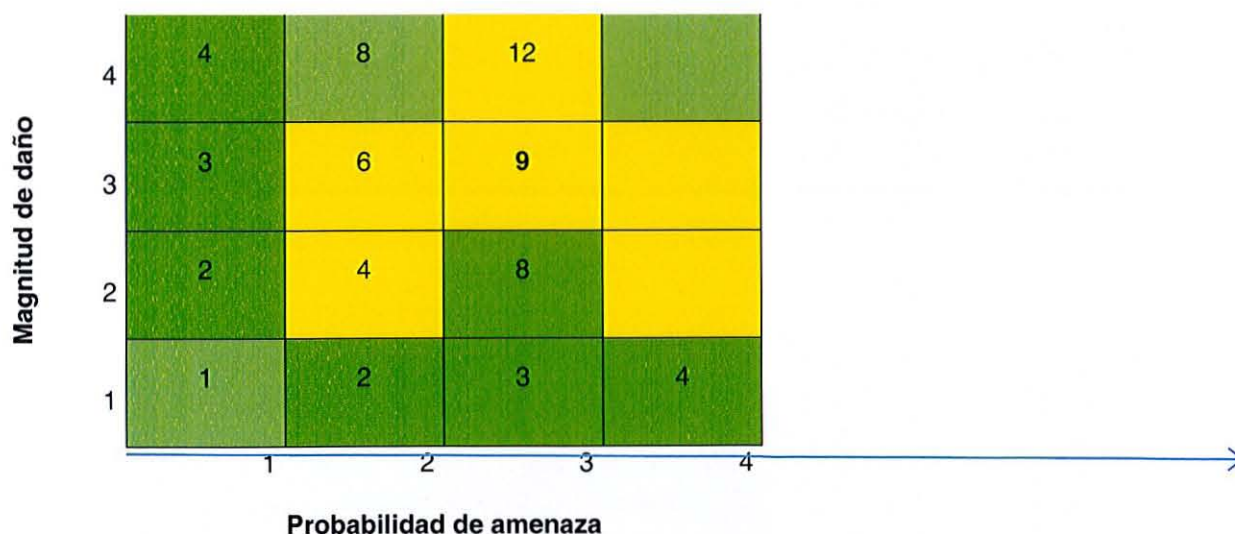 Magnitud de daño
4 4 8 12
3 3 6 9
2 2 4 8
1 1 2 3 4
1 2 3 4
Probabilidad de amenaza